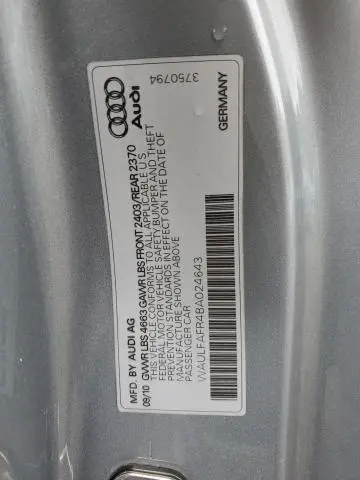 Audi
3750794
GERMANY
MFD. BY AUDI AG
09/10 GVWR LBS 4663 GAWR LBS FRONT 2403/REAR 2370
THIS VEHICLE CONFORMS TO ALL APPLICABLE U.S.
FEDERAL MOTOR VEHICLE SAFETY BUMPER AND THEFT
PREVENTION STANDARDS IN EFFECT ON THE DATE OF
MANUFACTURE SHOWN ABOVE
PASSENGER CAR
WAULFAFR4BA024643